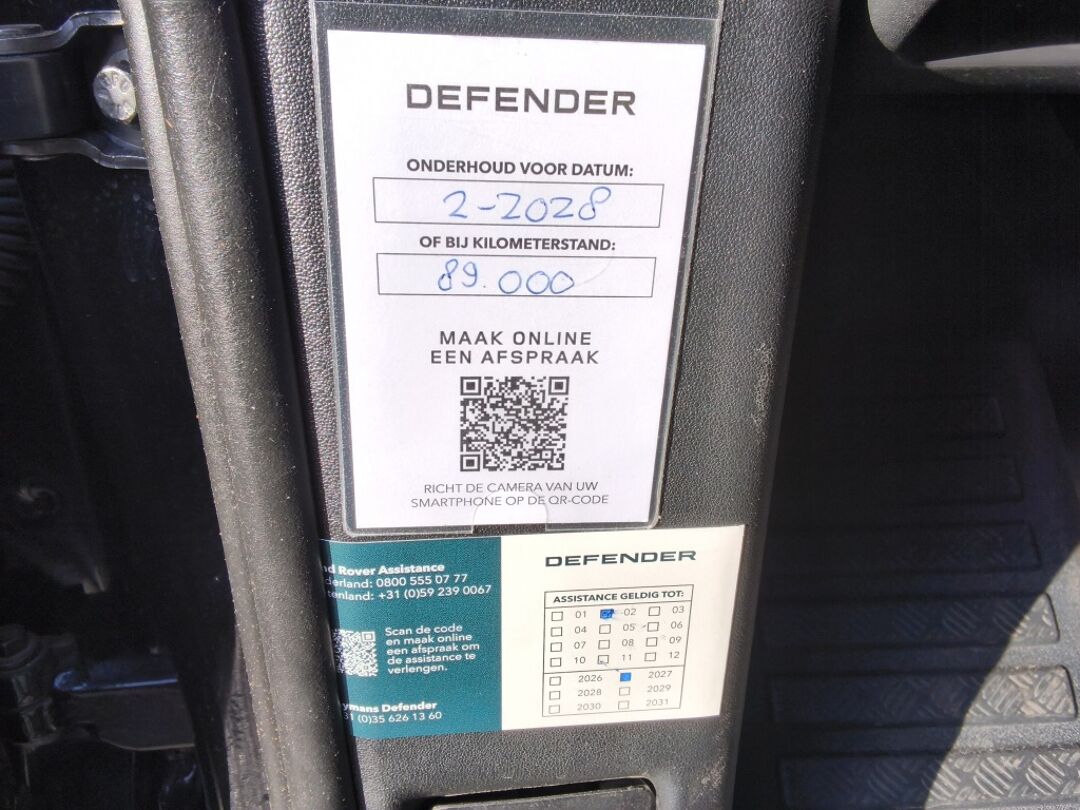 DEFENDER
ONDERHOUD VOOR DATUM:
2-2028
OF BIJ KILOMETERSTAND:
89.000
MAAK ONLINE
EEN AFSPRAAK
RICHT DE CAMERA VAN UW
SMARTPHONE OP DE QR-CODE
Rover Assistance
0800 555 07 77
+31 (0)59 239 0067
Scan de code
en maak online
een afspraak om
de assistance te
verlengen.
Defender
(0)35 626 13 60
DEFENDER
ASSISTANCE GELDIG TOT:
01 02 03
04 05 06
07 08 09
10 11 12
2026 2027
2028 2029
2030 2031